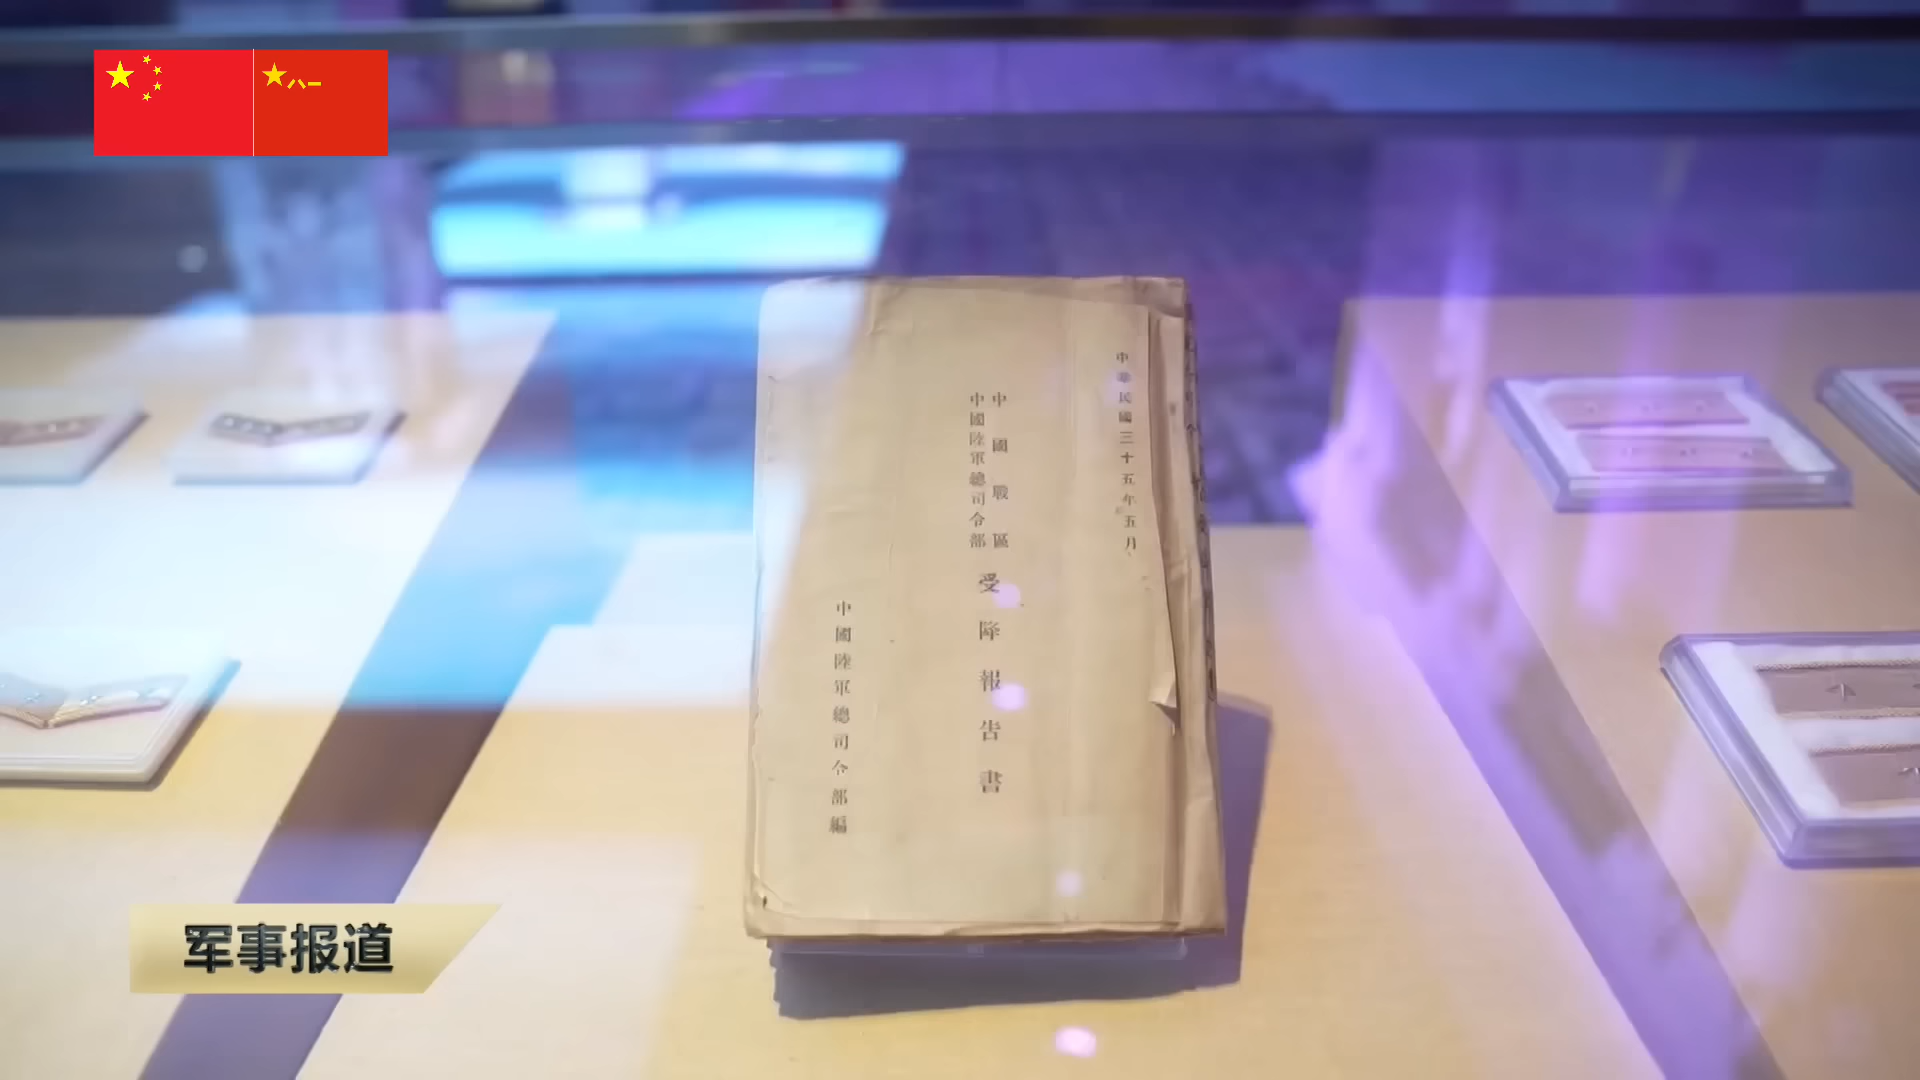 八一
中華民國三十五年五月
中國戰區
中國陸軍總司令部
受降報告書
中國陸軍總司令部編
军事报道